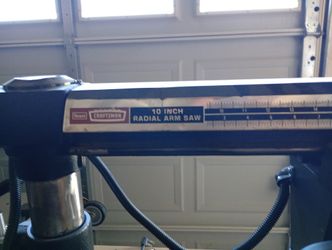 Sears
CRAFTSMAN
10 INCH
RADIAL ARM SAW